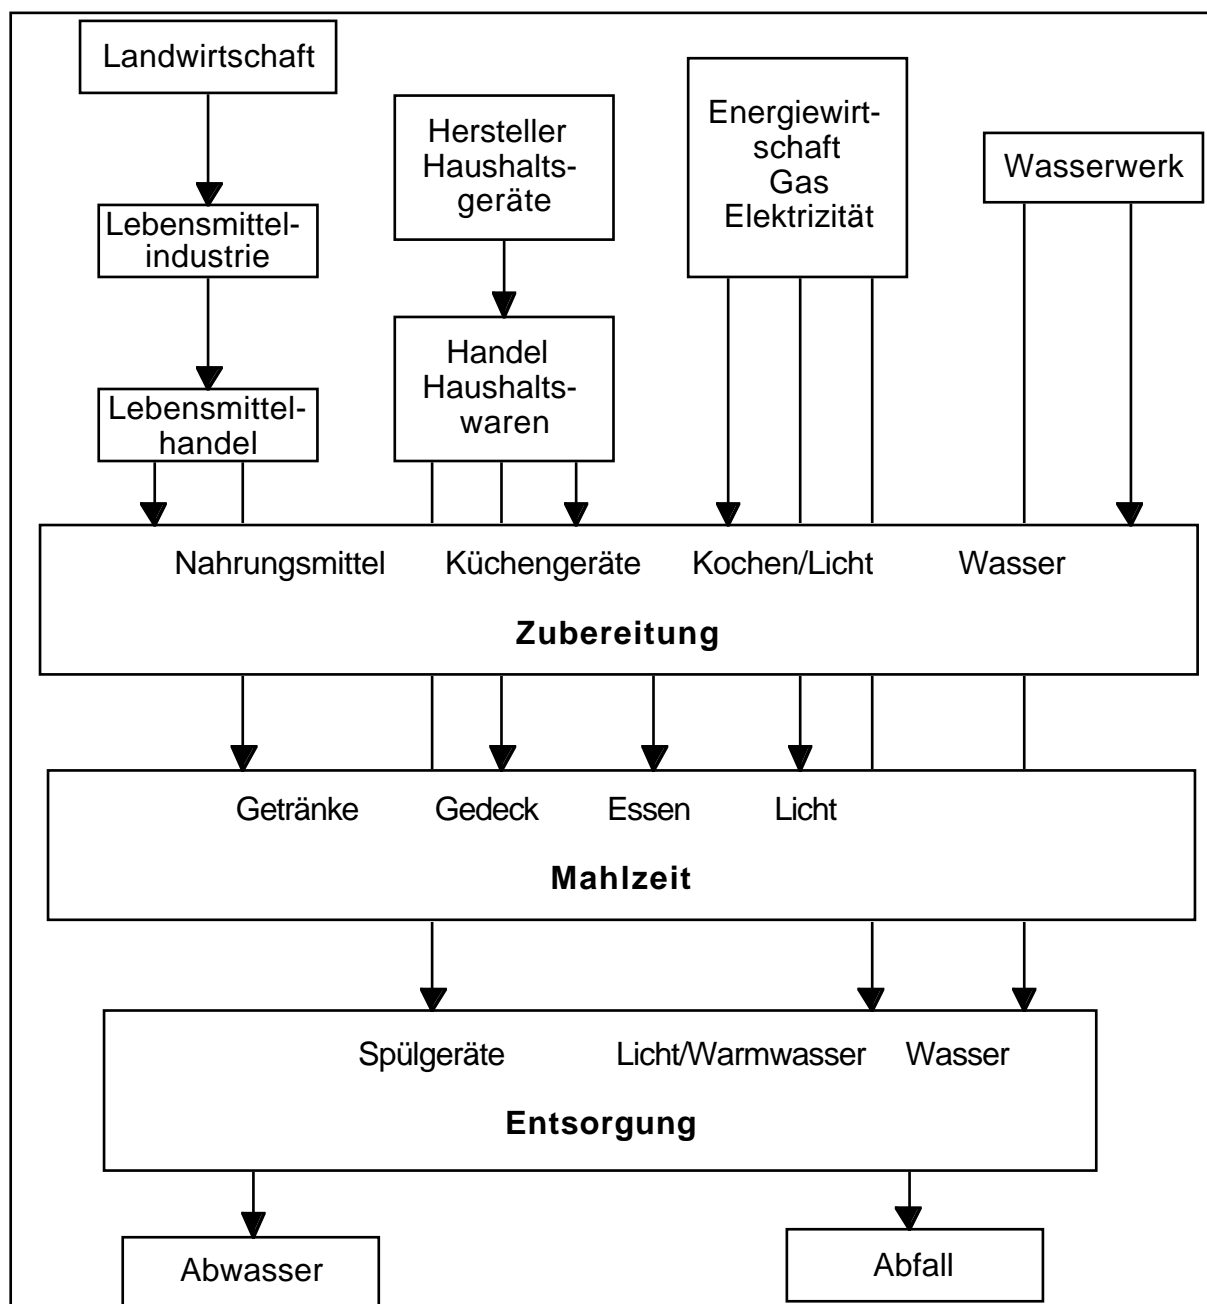 Landwirtschaft
Hersteller
Haushalts-
geräte
Energiewirt-
schaft
Gas
Elektrizität
Wasserwerk
Lebensmittel-
industrie
Handel
Haushalts-
waren
Lebensmittel-
handel
Nahrungsmittel Küchengeräte Kochen/Licht Wasser
Zubereitung
Getränke Gedeck Essen Licht
Mahlzeit
Spülgeräte Licht/Warmwasser Wasser
Entsorgung
Abwasser
Abfall